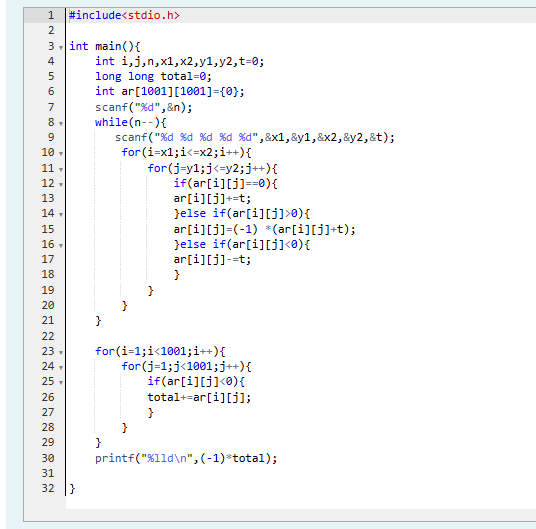 1 #include<stdio.h>
2
3 int main(){
4 int i,j,n,x1,x2,y1,y2,t=0;
5 long long total=0;
6 int ar[1001][1001]={0};
7 scanf("%d",&n);
8 while(n--){
9 scanf("%d %d %d %d %d",&x1,&y1,&x2,&y2,&t);
10 for(i=x1;i<=x2;i++){
11 for(j=y1;j<=y2;j++){
12 if(ar[i][j]==0){
13 ar[i][j]+=t;
14 }else if(ar[i][j]>0){
15 ar[i][j]=(-1) *(ar[i][j]+t);
16 }else if(ar[i][j]<0){
17 ar[i][j]-=t;
18 }
19 }
20 }
21 }
22
23 for(i=1;i<1001;i++){
24 for(j=1;j<1001;j++){
25 if(ar[i][j]<0){
26 total+=ar[i][j];
27 }
28 }
29 }
30 printf("%lld\n",(-1)*total);
31
32 }